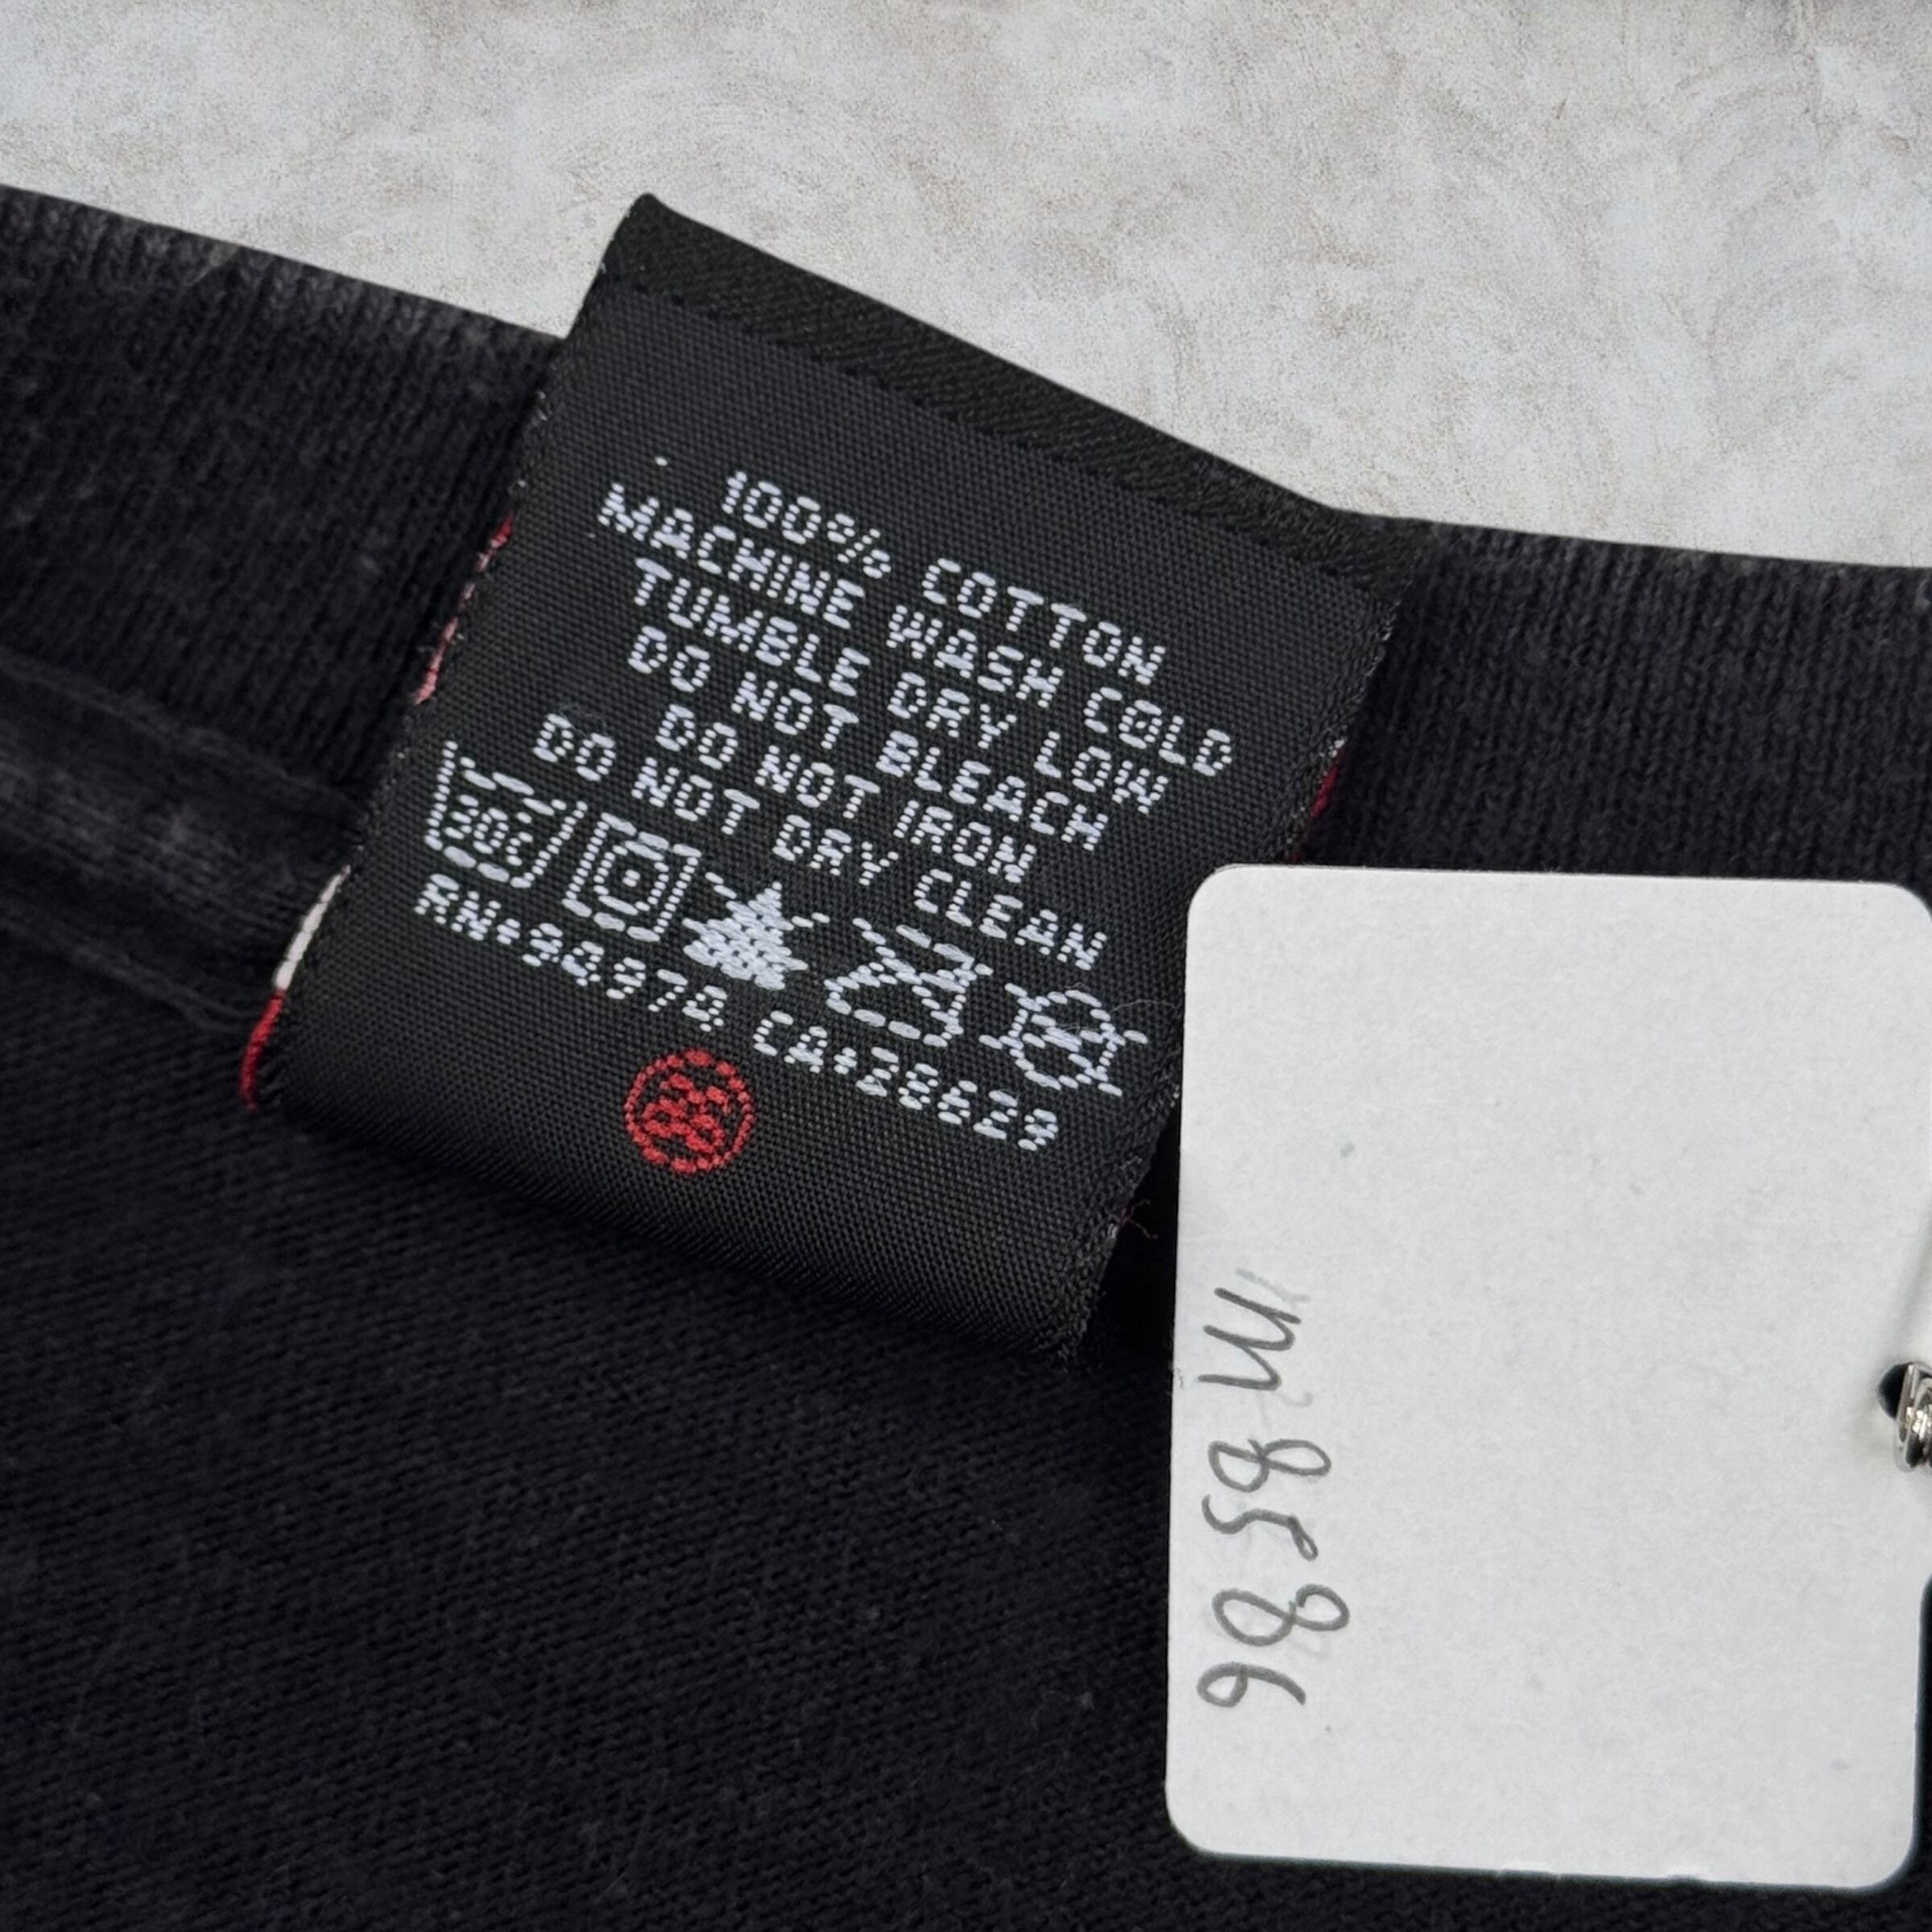 100% COTTON
MACHINE WASH COLD
TUMBLE DRY LOW
DO NOT BLEACH
DO NOT IRON
DO NOT DRY CLEAN
30c
RN+94974 CA+28629
M 8586